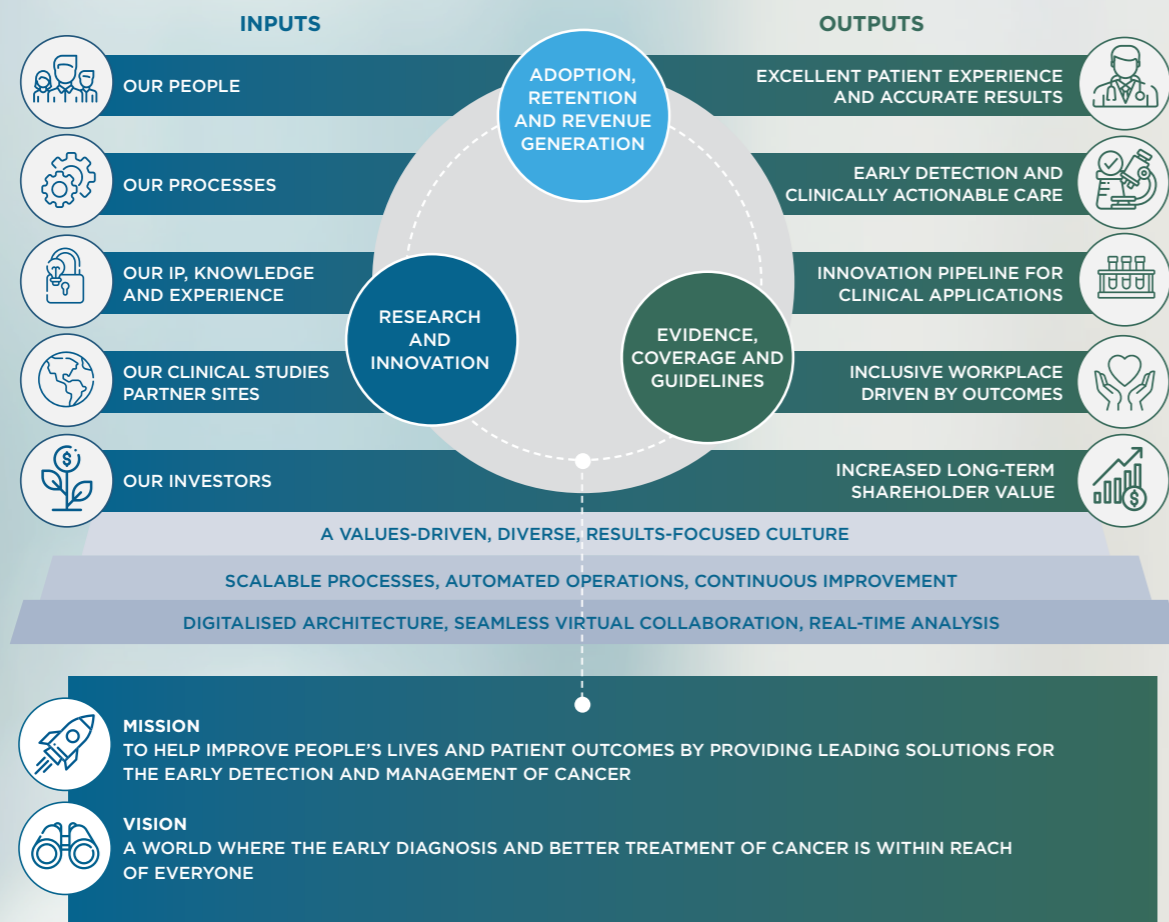 INPUTS
OUR PEOPLE
OUR PROCESSES
OUR IP, KNOWLEDGE
AND EXPERIENCE
OUR CLINICAL STUDIES
PARTNER SITES
OUR INVESTORS
ADOPTION,
RETENTION
AND REVENUE
GENERATION
RESEARCH
AND
INNOVATION
EVIDENCE,
COVERAGE AND
GUIDELINES
OUTPUTS
EXCELLENT PATIENT EXPERIENCE
AND ACCURATE RESULTS
EARLY DETECTION AND
CLINICALLY ACTIONABLE CARE
INNOVATION PIPELINE FOR
CLINICAL APPLICATIONS
INCLUSIVE WORKPLACE
DRIVEN BY OUTCOMES
INCREASED LONG-TERM
SHAREHOLDER VALUE
A VALUES-DRIVEN, DIVERSE, RESULTS-FOCUSED CULTURE
SCALABLE PROCESSES, AUTOMATED OPERATIONS, CONTINUOUS IMPROVEMENT
DIGITALISED ARCHITECTURE, SEAMLESS VIRTUAL COLLABORATION, REAL-TIME ANALYSIS
MISSION
TO HELP IMPROVE PEOPLE’S LIVES AND PATIENT OUTCOMES BY PROVIDING LEADING SOLUTIONS FOR
THE EARLY DETECTION AND MANAGEMENT OF CANCER
VISION
A WORLD WHERE THE EARLY DIAGNOSIS AND BETTER TREATMENT OF CANCER IS WITHIN REACH
OF EVERYONE